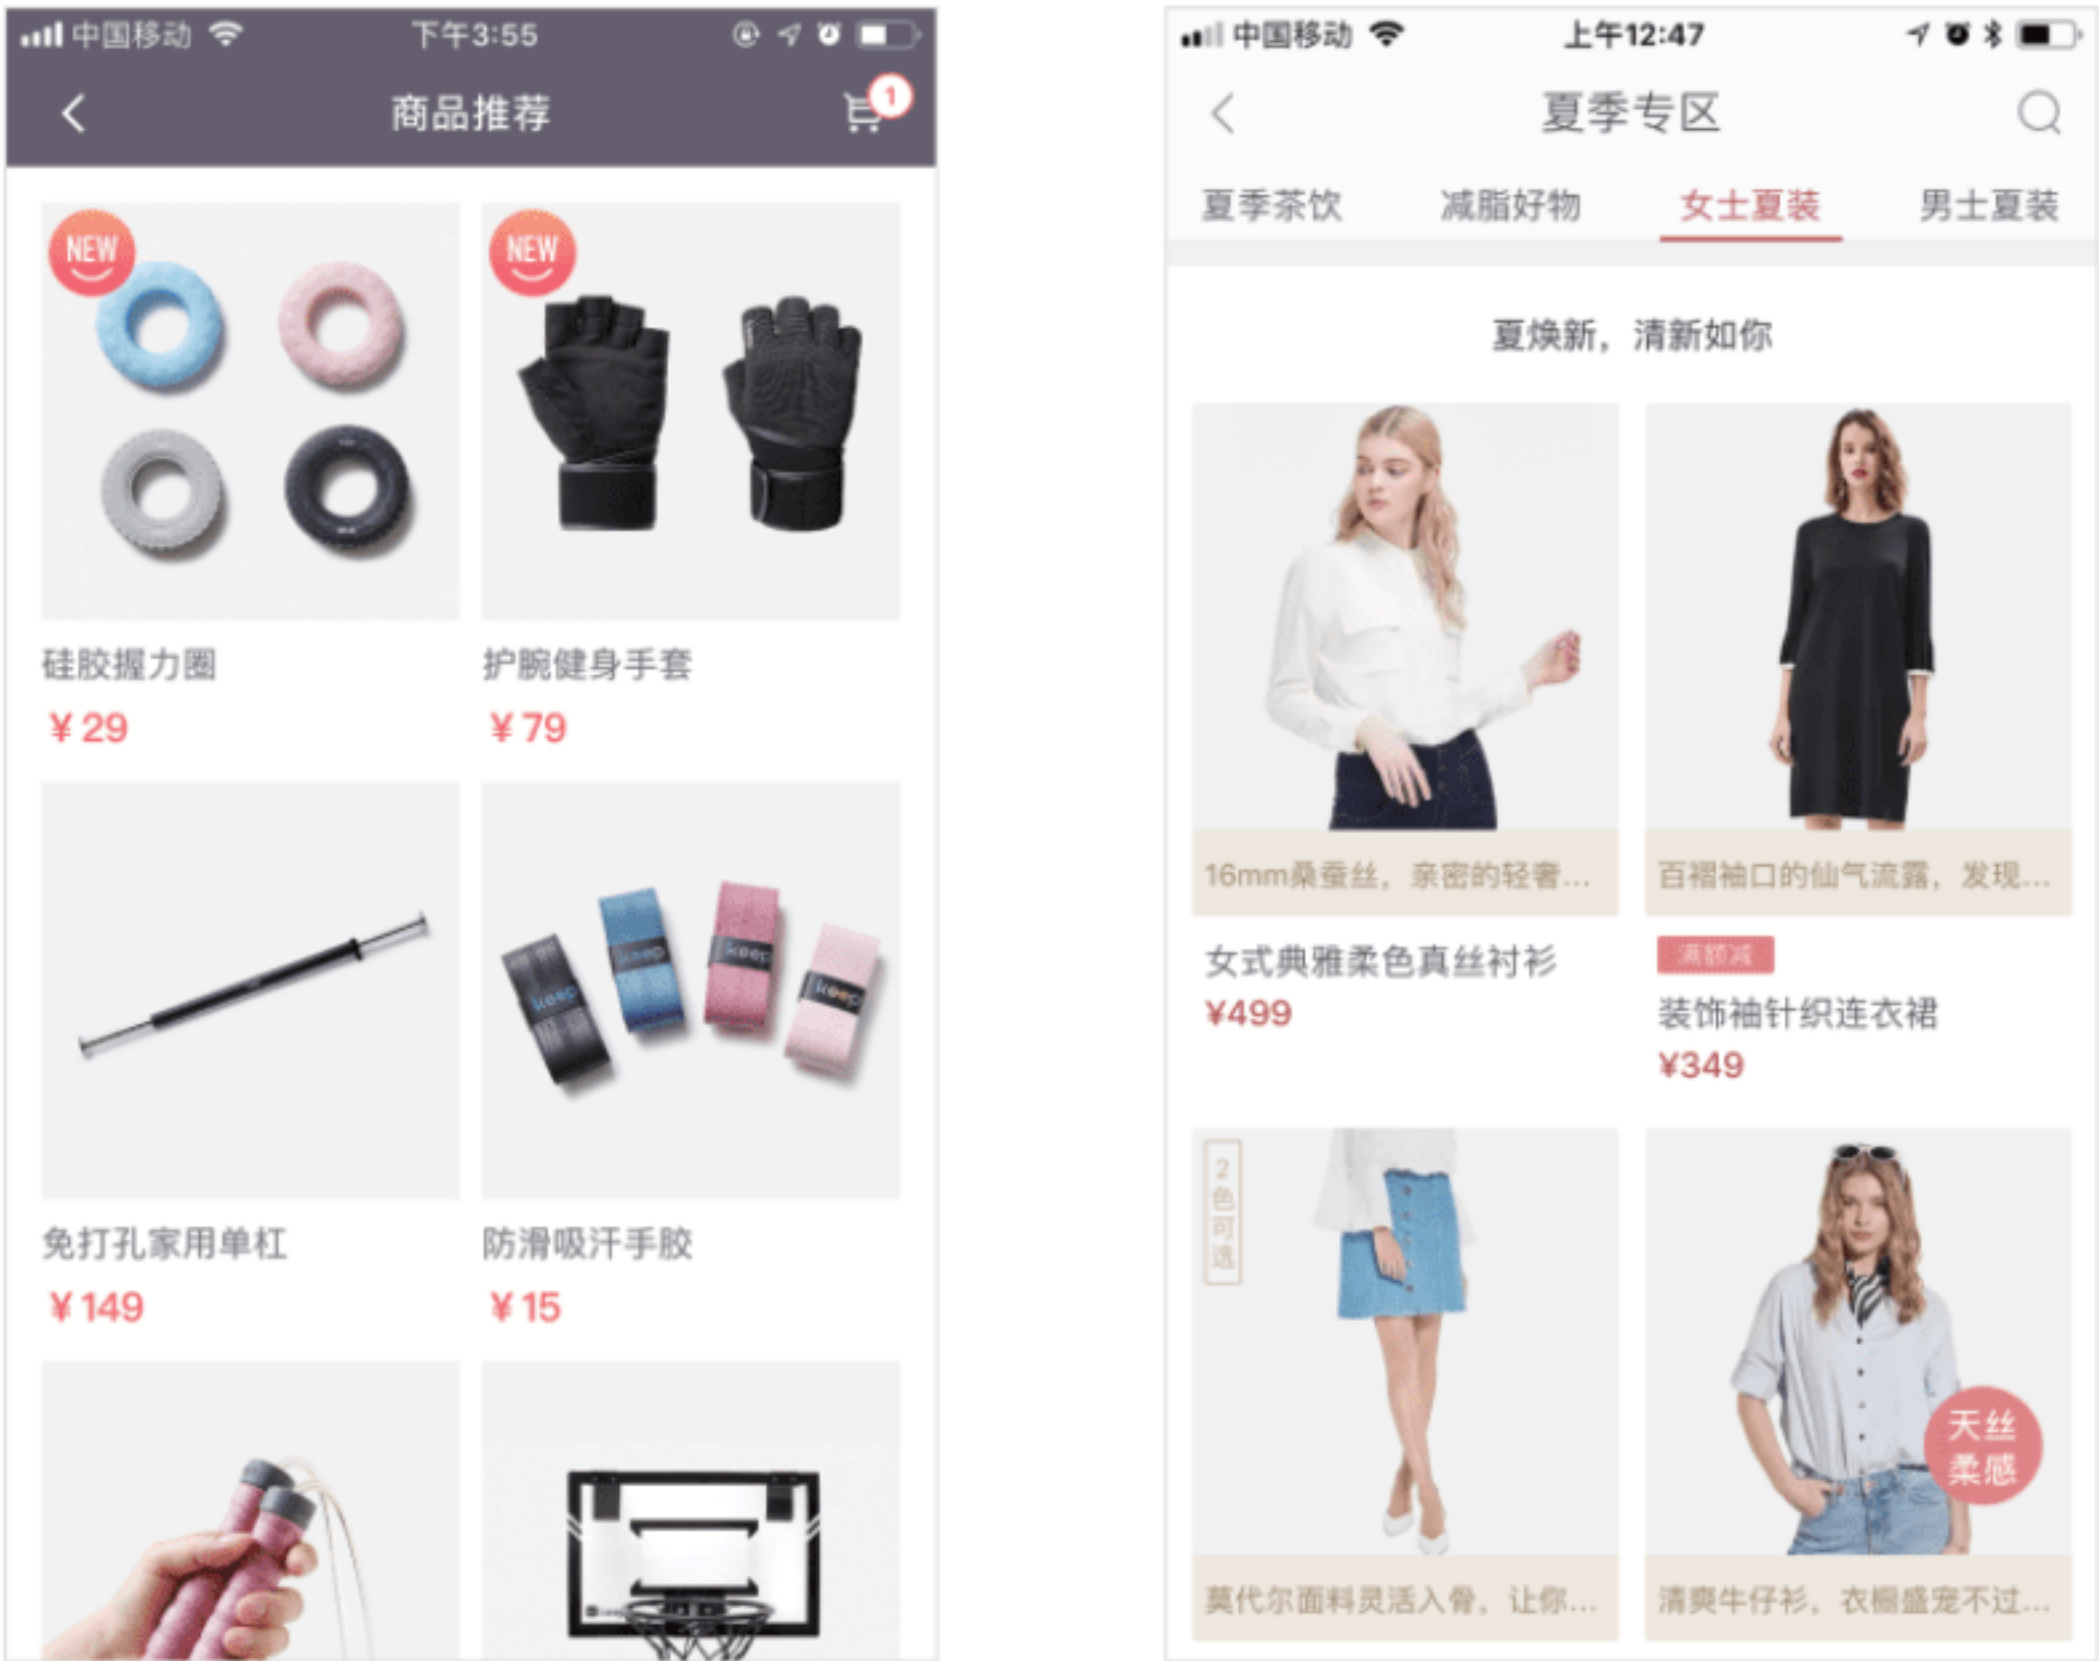 中国移动
下午3:55
商品推荐
1
NEW
NEW
硅胶握力圈
护腕健身手套
¥ 29
¥ 79
keep
keep
keep
keep
免打孔家用单杠
防滑吸汗手胶
¥ 149
¥ 15
中国移动
上午12:47
夏季专区
夏季茶饮
减脂好物
女士夏装
男士夏装
夏焕新，清新如你
16mm桑蚕丝，亲密的轻奢...
百褶袖口的仙气流露，发现...
女式典雅柔色真丝衬衫
¥499
满额减
装饰袖针织连衣裙
¥349
2色可选
天丝
柔感
莫代尔面料灵活入骨，让你...
清爽牛仔衫，衣橱盛宠不过...